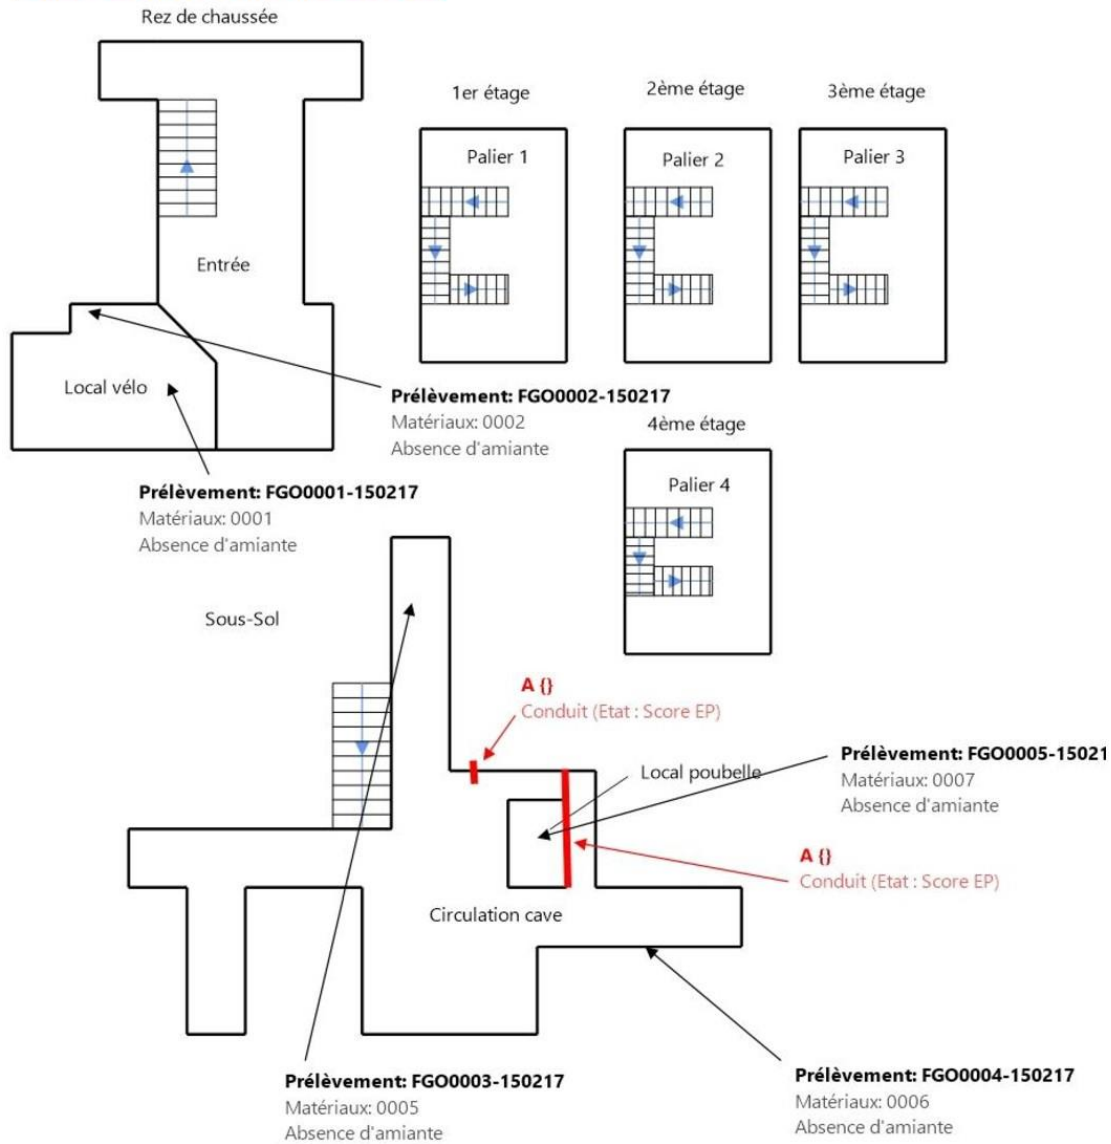 Rez de chaussée
1er étage
2ème étage
3ème étage
Palier 1
Palier 2
Palier 3
Entrée
Local vélo
Prélèvement: FGO0002-150217
Matériaux: 0002
Absence d'amiante
4ème étage
Palier 4
Prélèvement: FGO0001-150217
Matériaux: 0001
Absence d'amiante
Sous-Sol
A {}
Conduit (Etat : Score EP)
Local poubelle
Prélèvement: FGO0005-15021
Matériaux: 0007
Absence d'amiante
A {}
Conduit (Etat : Score EP)
Circulation cave
Prélèvement: FGO0003-150217
Matériaux: 0005
Absence d'amiante
Prélèvement: FGO0004-150217
Matériaux: 0006
Absence d'amiante